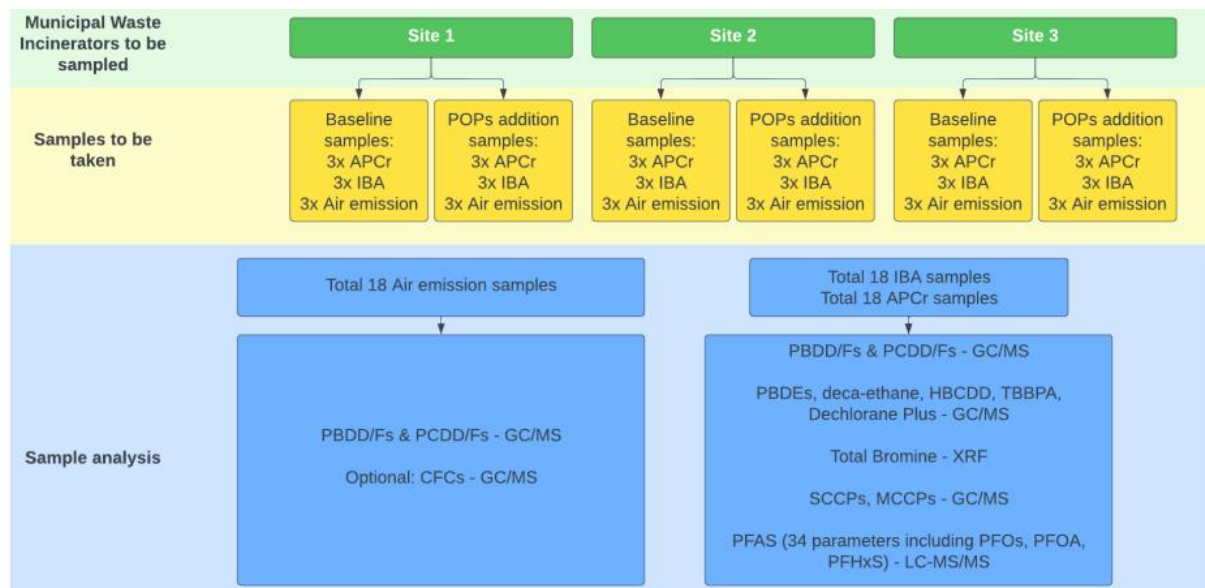 Municipal Waste
Incinerators to be
sampled
Site 1
Site 2
Site 3
Samples to be
taken
Baseline
samples:
3x APCr
3x IBA
3x Air emission
POPs addition
samples:
3x APCr
3x IBA
3x Air emission
Baseline
samples:
3x APCr
3x IBA
3x Air emission
POPs addition
samples:
3x APCr
3x IBA
3x Air emission
Baseline
samples:
3x APCr
3x IBA
3x Air emission
POPs addition
samples:
3x APCr
3x IBA
3x Air emission
Sample analysis
Total 18 Air emission samples
PBDD/Fs & PCDD/Fs - GC/MS
Optional: CFCs - GC/MS
Total 18 IBA samples
Total 18 APCr samples
PBDD/Fs & PCDD/Fs - GC/MS
PBDEs, deca-ethane, HBCDD, TBBPA,
Dechlorane Plus - GC/MS
Total Bromine - XRF
SCCPs, MCCPs - GC/MS
PFAS (34 parameters including PFOs, PFOA,
PFHxS) - LC-MS/MS